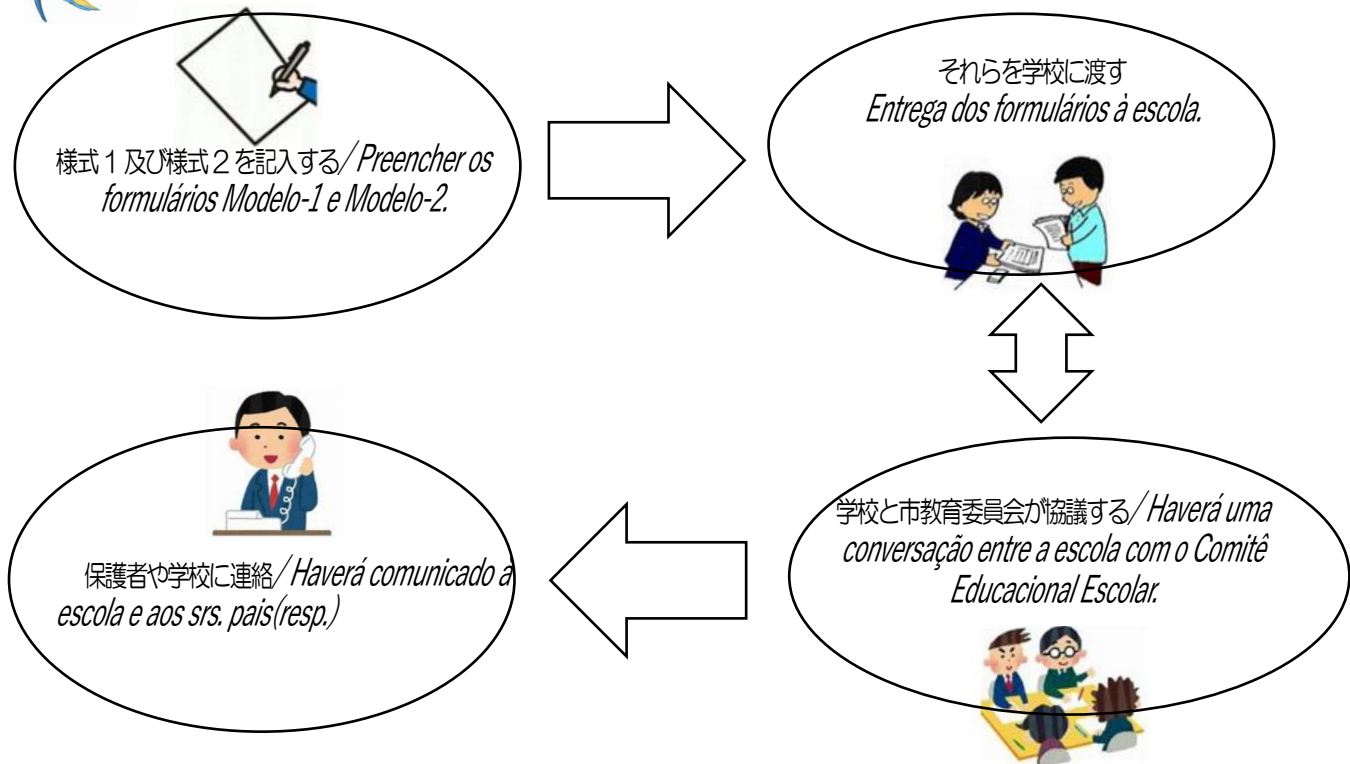 様式１及び様式２を記入する/ Preencher os
formulários Modelo-1 e Modelo-2.
それらを学校に渡す
Entrega dos formulários à escola.
学校と市教育委員会が協議する/ Haverá uma
conversação entre a escola com o Comitê
Educacional Escolar.
保護者や学校に連絡/ Haverá comunicado à
escola e aos srs. pais(resp.)